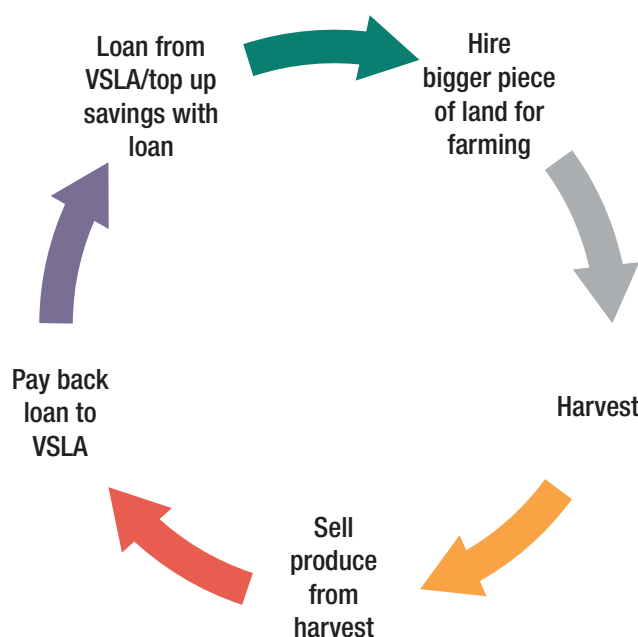 Loan from
VSLA/top up
savings with
loan
Hire
bigger piece
of land for
farming
Harvest
Sell
produce
from
harvest
Pay back
loan to
VSLA